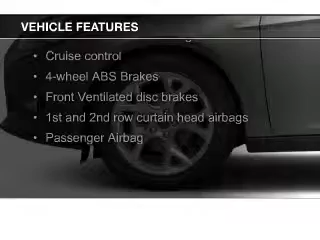 VEHICLE FEATURES
• Cruise control
• 4-wheel ABS Brakes
• Front Ventilated disc brakes
• 1st and 2nd row curtain head airbags
• Passenger Airbag